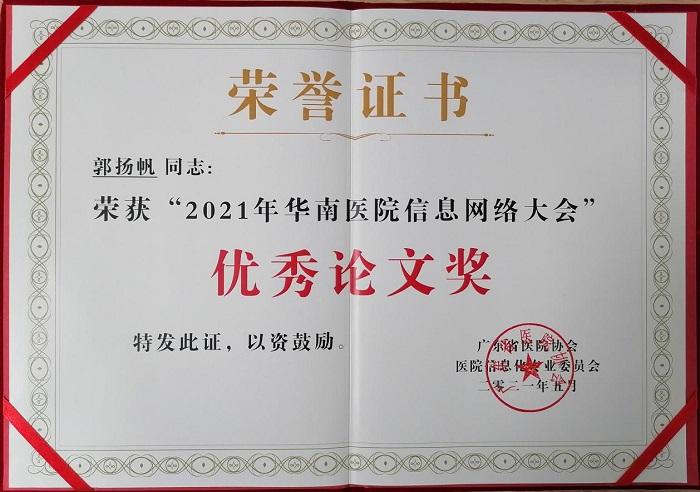 荣誉证书
郭扬帆 同志：
荣获“2021年华南医院信息网络大会”
优秀论文奖
特发此证，以资鼓励。
广东省医院协会
医院信息化专业委员会
二零二一年五月